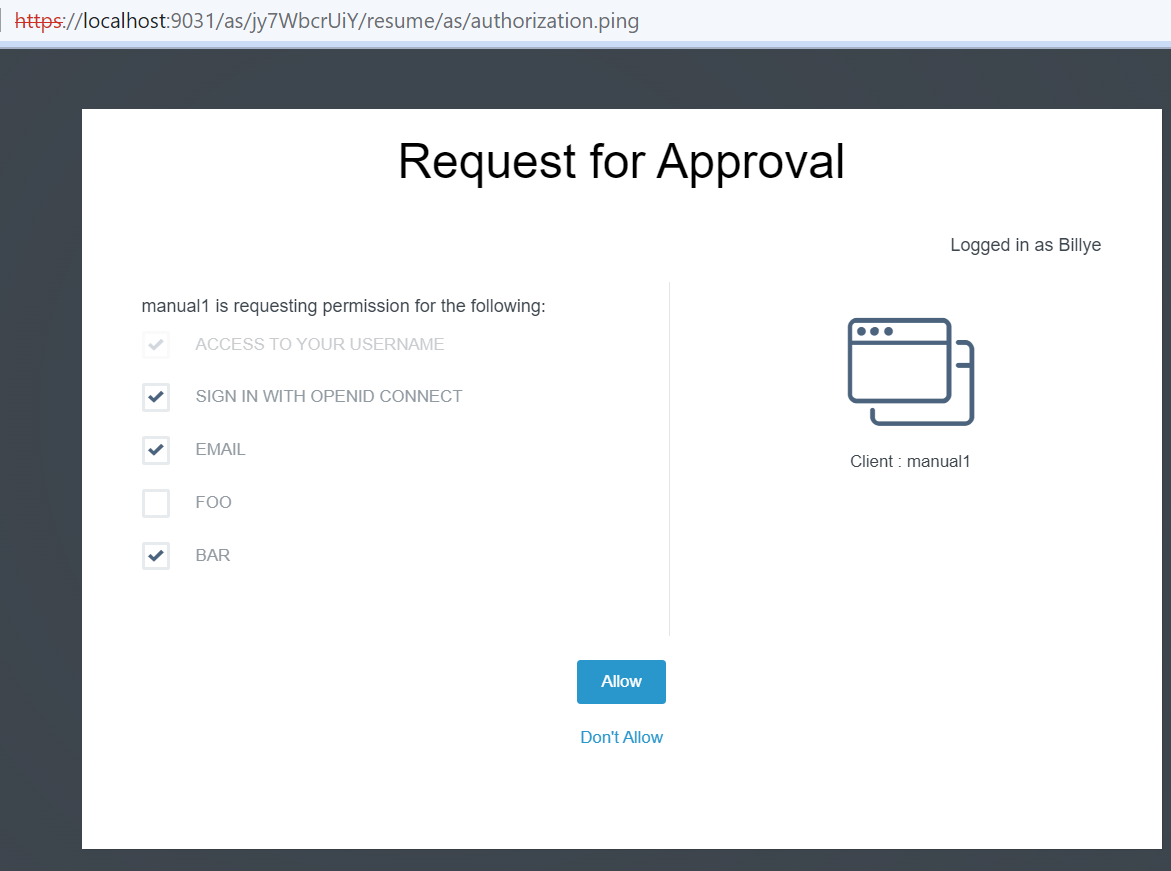 https://localhost:9031/as/jy7WbcrUiY/resume/as/authorization.ping
Request for Approval
Logged in as Billye
manual1 is requesting permission for the following:
ACCESS TO YOUR USERNAME
SIGN IN WITH OPENID CONNECT
EMAIL
FOO
BAR
Client : manual1
Allow
Don't Allow